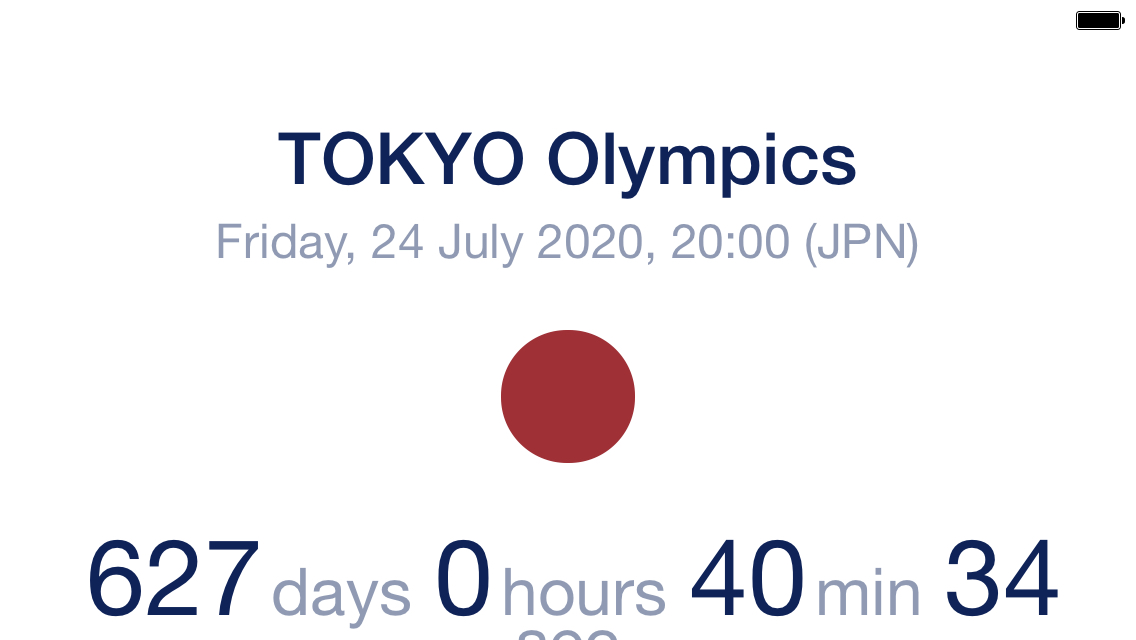 TOKYO Olympics
Friday, 24 July 2020, 20:00 (JPN)
627 days 0 hours 40 min 34